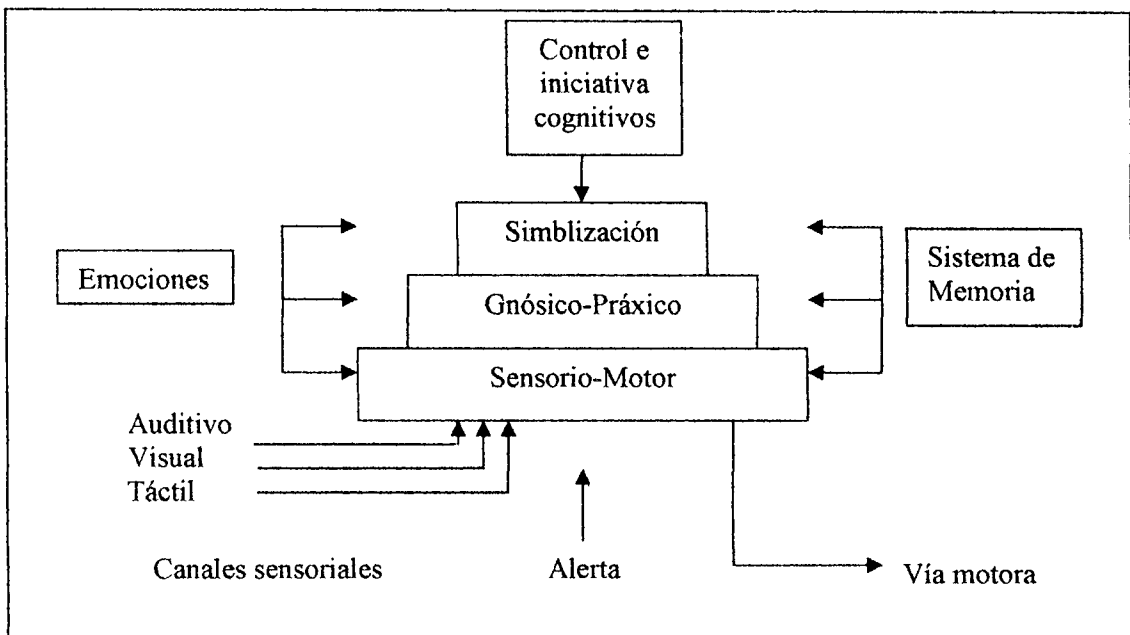 Control e
iniciativa
cognitivos
Simblización
Emociones
Gnósico-Práxico
Sistema de
Memoria
Sensorio-Motor
Auditivo
Visual
Táctil
Canales sensoriales
Alerta
Vía motora